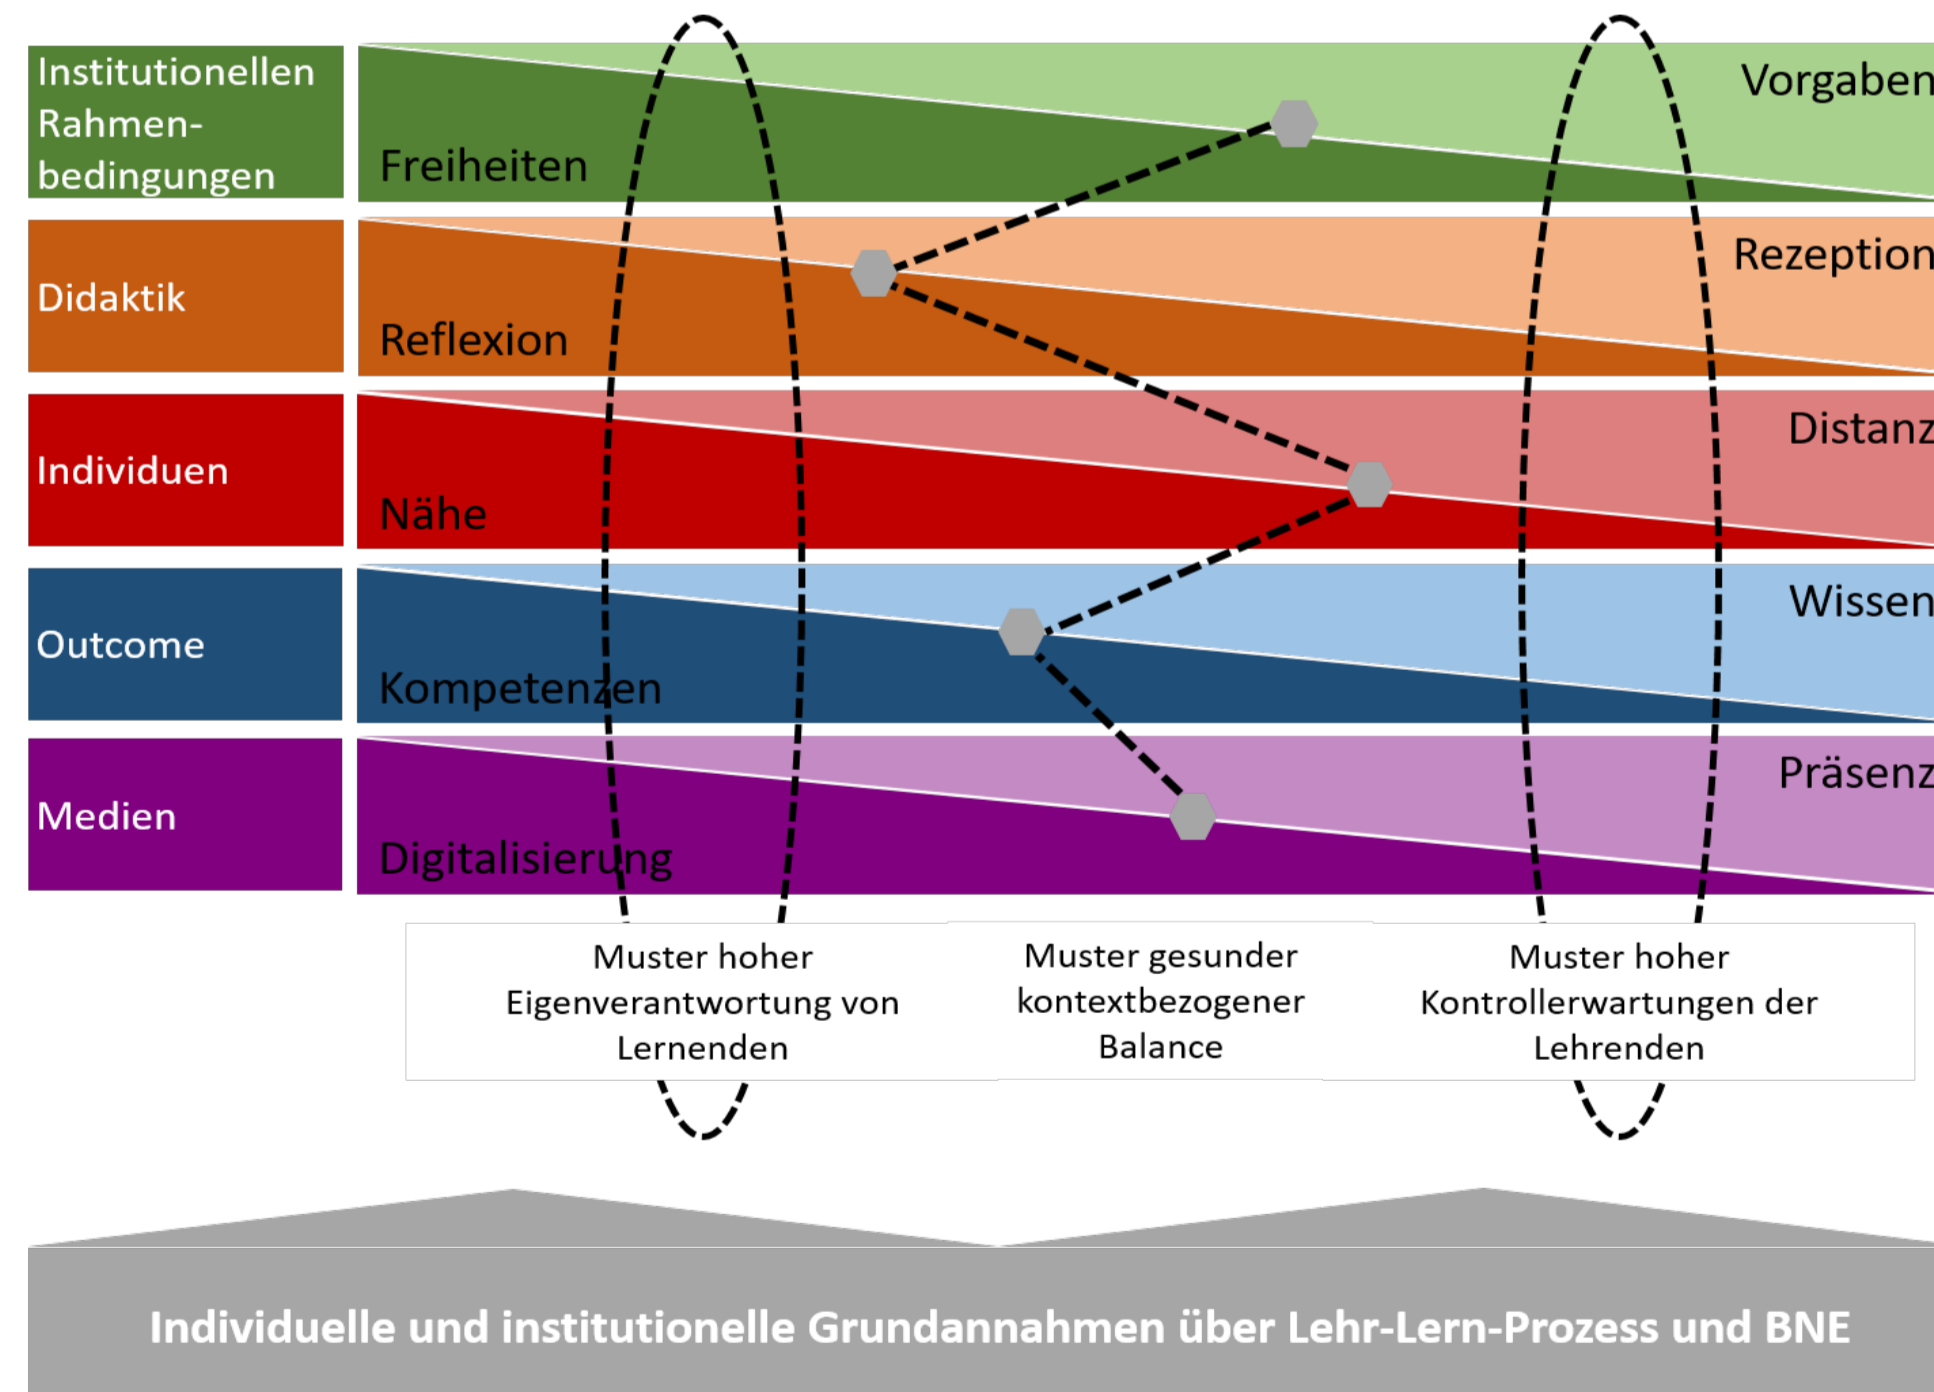 Institutionellen
Rahmen-
bedingungen
Vorgaben
Freiheiten
Didaktik
Rezeption
Reflexion
Individuen
Distanz
Nähe
Outcome
Wissen
Kompetenzen
Medien
Präsenz
Digitalisierung
Muster hoher
Eigenverantwortung von
Lernenden
Muster gesunder
kontextbezogener
Balance
Muster hoher
Kontrollerwartungen der
Lehrenden
Individuelle und institutionelle Grundannahmen über Lehr-Lern-Prozess und BNE